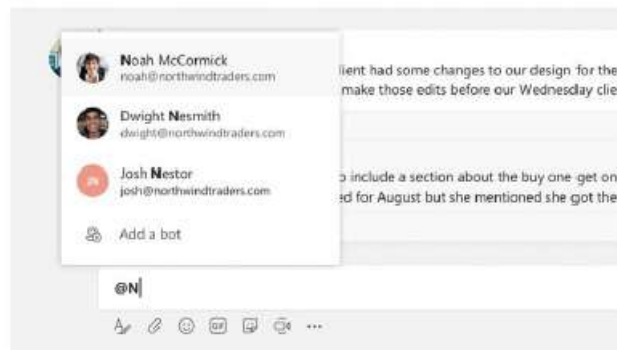 Noah McCormick
noah@northwindtraders.com
lient had some changes to our design for the
make those edits before our Wednesday clie
Dwight Nesmith
dwight@northwindtraders.com
Josh Nestor
josh@northwindtraders.com
o include a section about the buy one get on
ed for August but she mentioned she got the
Add a bot
@N
GIF